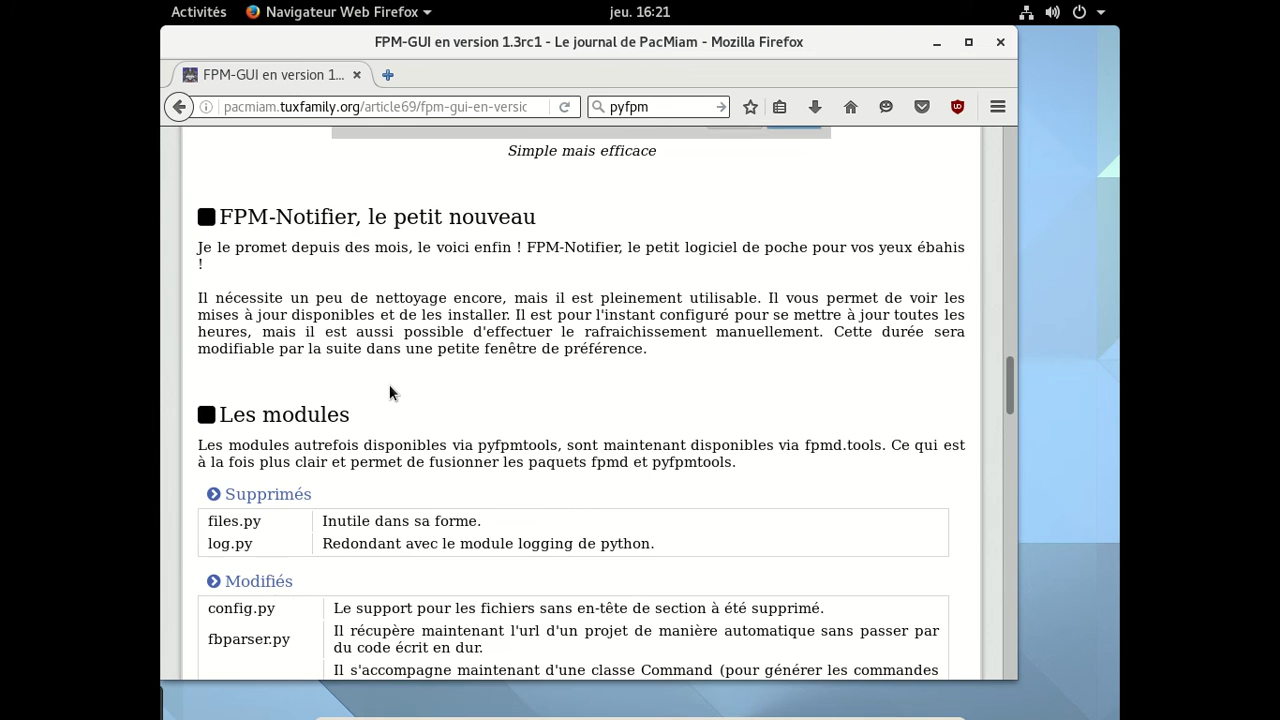 Activités Navigateur Web Firefox jeu. 16:21
FPM-GUI en version 1.3rc1 - Le journal de PacMiam - Mozilla Firefox
FPM-GUI en version 1...
pacmiam.tuxfamily.org/article69/fpm-gui-en-versic pyfpm
Simple mais efficace
FPM-Notifier, le petit nouveau
Je le promet depuis des mois, le voici enfin ! FPM-Notifier, le petit logiciel de poche pour vos yeux ébahis
!
Il nécessite un peu de nettoyage encore, mais il est pleinement utilisable. Il vous permet de voir les
mises à jour disponibles et de les installer. Il est pour l'instant configuré pour se mettre à jour toutes les
heures, mais il est aussi possible d'effectuer le rafraichissement manuellement. Cette durée sera
modifiable par la suite dans une petite fenêtre de préférence.
Les modules
Les modules autrefois disponibles via pyfpmtools, sont maintenant disponibles via fpmd.tools. Ce qui est
à la fois plus clair et permet de fusionner les paquets fpmd et pyfpmtools.
Supprimés
files.py Inutile dans sa forme.
log.py Redondant avec le module logging de python.
Modifiés
config.py Le support pour les fichiers sans en-tête de section à été supprimé.
fbparser.py Il récupère maintenant l'url d'un projet de manière automatique sans passer par
du code écrit en dur.
Il s'accompagne maintenant d'une classe Command (pour générer les commandes